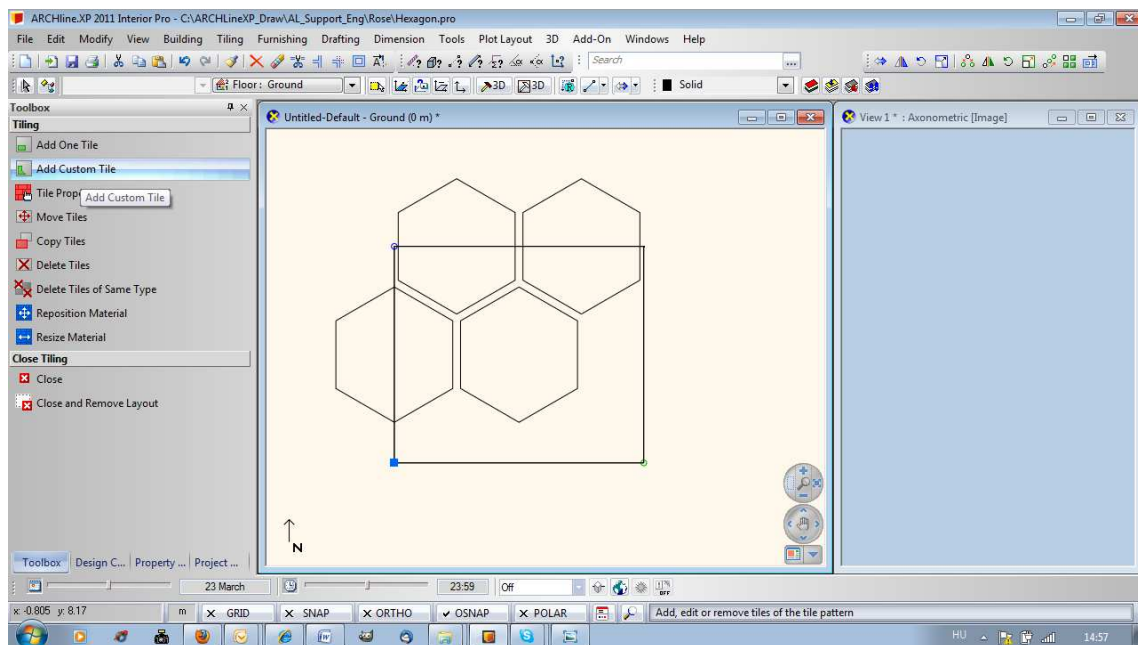 ARCHline.XP 2011 Interior Pro - C:\ARCHLineXP_Draw\AL_Support_Eng\Rose\Hexagon.pro
File Edit Modify View Building Tiling Furnishing Drafting Dimension Tools Plot Layout 3D Add-On Windows Help
Search ...
Floor: Ground 3D 3D Solid
Toolbox
Tiling
Add One Tile
Add Custom Tile
Tile Prop
Add Custom Tile
Move Tiles
Copy Tiles
Delete Tiles
Delete Tiles of Same Type
Reposition Material
Resize Material
Close Tiling
Close
Close and Remove Layout
Untitled-Default - Ground (0 m) *
N
View 1 * : Axonometric [Image]
Toolbox Design C... Property ... Project ...
23 March 23:59 Off OFF
x: -0.805 y: 8.17 m GRID SNAP ORTHO OSNAP POLAR Add, edit or remove tiles of the tile pattern
HU 14:57